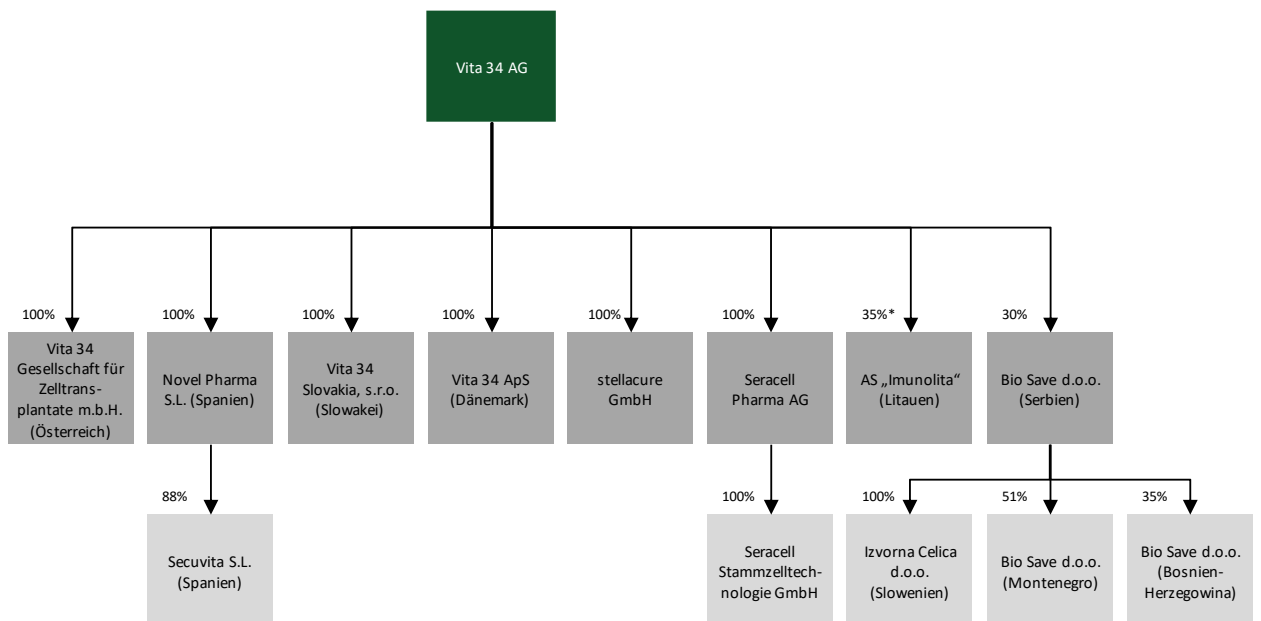 Vita 34 AG
100%
100%
100%
100%
100%
100%
35%*
30%
Vita 34
Gesellschaft für
Zelltrans-
plantate m.b.H.
(Österreich)
Novel Pharma
S.L. (Spanien)
Vita 34
Slovakia, s.r.o.
(Slowakei)
Vita 34 ApS
(Dänemark)
stellacure
GmbH
Seracell
Pharma AG
AS „Imunolita“
(Litauen)
Bio Save d.o.o.
(Serbien)
88%
100%
100%
51%
35%
Secuvita S.L.
(Spanien)
Seracell
Stammzelltech-
nologie GmbH
Izvorna Celica
d.o.o.
(Slowenien)
Bio Save d.o.o.
(Montenegro)
Bio Save d.o.o.
(Bosnien-
Herzegowina)